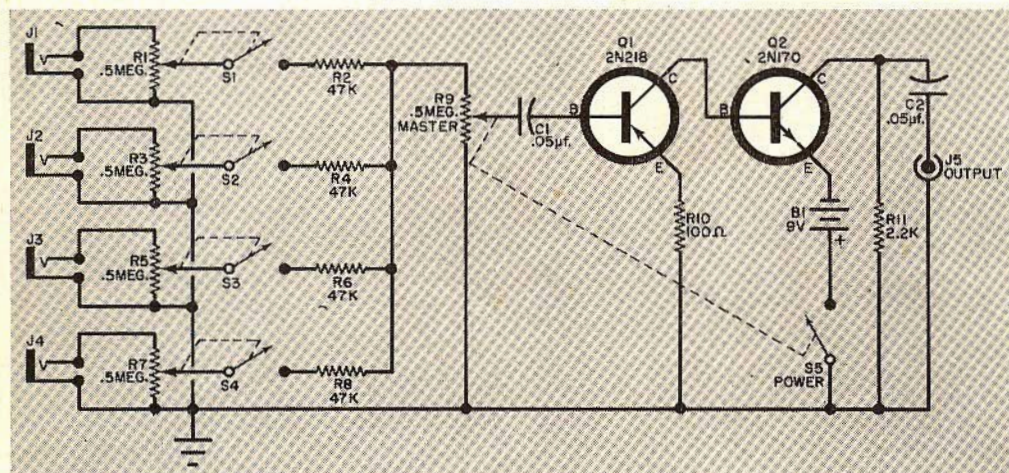 J1
V
R1
.5MEG.
S1
R2
47K
J2
V
R3
.5MEG.
S2
R4
47K
J3
V
R5
.5MEG.
S3
R6
47K
J4
V
R7
.5MEG.
S4
R8
47K
R9
.5MEG.
MASTER
C1
.05µf.
Q1
2N218
B
C
E
R10
100Ω
Q2
2N170
B
C
E
B1
9V
+
S5
POWER
R11
2.2K
C2
.05µf.
J5
OUTPUT